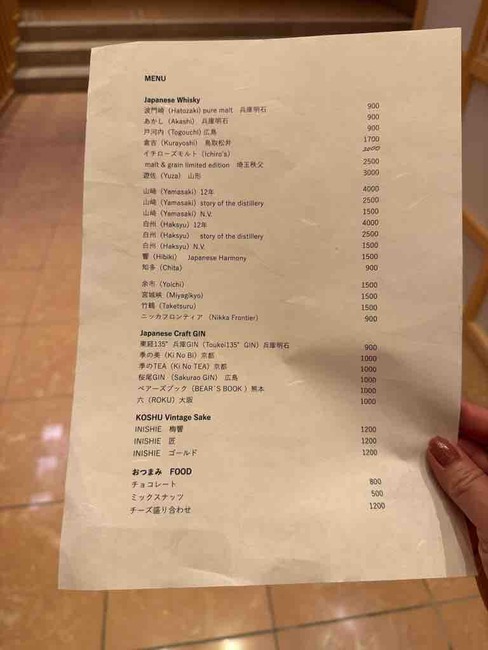 MENU
Japanese Whisky
波門崎（Hatozaki) pure malt　兵庫明石 900
あかし（Akashi）　兵庫明石 900
戸河内（Togouchi) 広島 900
倉吉（Kurayoshi）　鳥取松井 1700
イチローズモルト（Ichiro's） 2000
malt & grain limited edition　埼玉秩父 2500
遊佐（Yuza）　山形 3000
山崎（Yamasaki）12年 4000
山崎（Yamasaki）story of the distillery 2500
山崎（Yamasaki）N.V. 1500
白州（Haksyu）　12年 4000
白州（Haksyu）　story of the distillery 2500
白州（Haksyu）N.V. 1500
響（Hibiki）　Japanese Harmony 1500
知多（Chita） 900
余市（Yoichi） 1500
宮城峡（Miyagikyo） 1500
竹鶴（Taketsuru） 1500
ニッカフロンティア（Nikka Frontier） 900
Japanese Craft GIN
東経135°兵庫GIN（Toukei135°GIN）兵庫明石 900
季の美（Ki No Bi）京都 1000
季のTEA（Ki No TEA）京都 1000
桜尾GIN　（Sakurao GIN）　広島 1000
ベアーズブック（BEAR'S BOOK ）熊本 1000
六（ROKU）大阪 1000
KOSHU Vintage Sake
INISHIE　梅響 1200
INISHIE　匠 1200
INISHIE　ゴールド 1200
おつまみ　FOOD
チョコレート 800
ミックスナッツ 500
チーズ盛り合わせ 1200